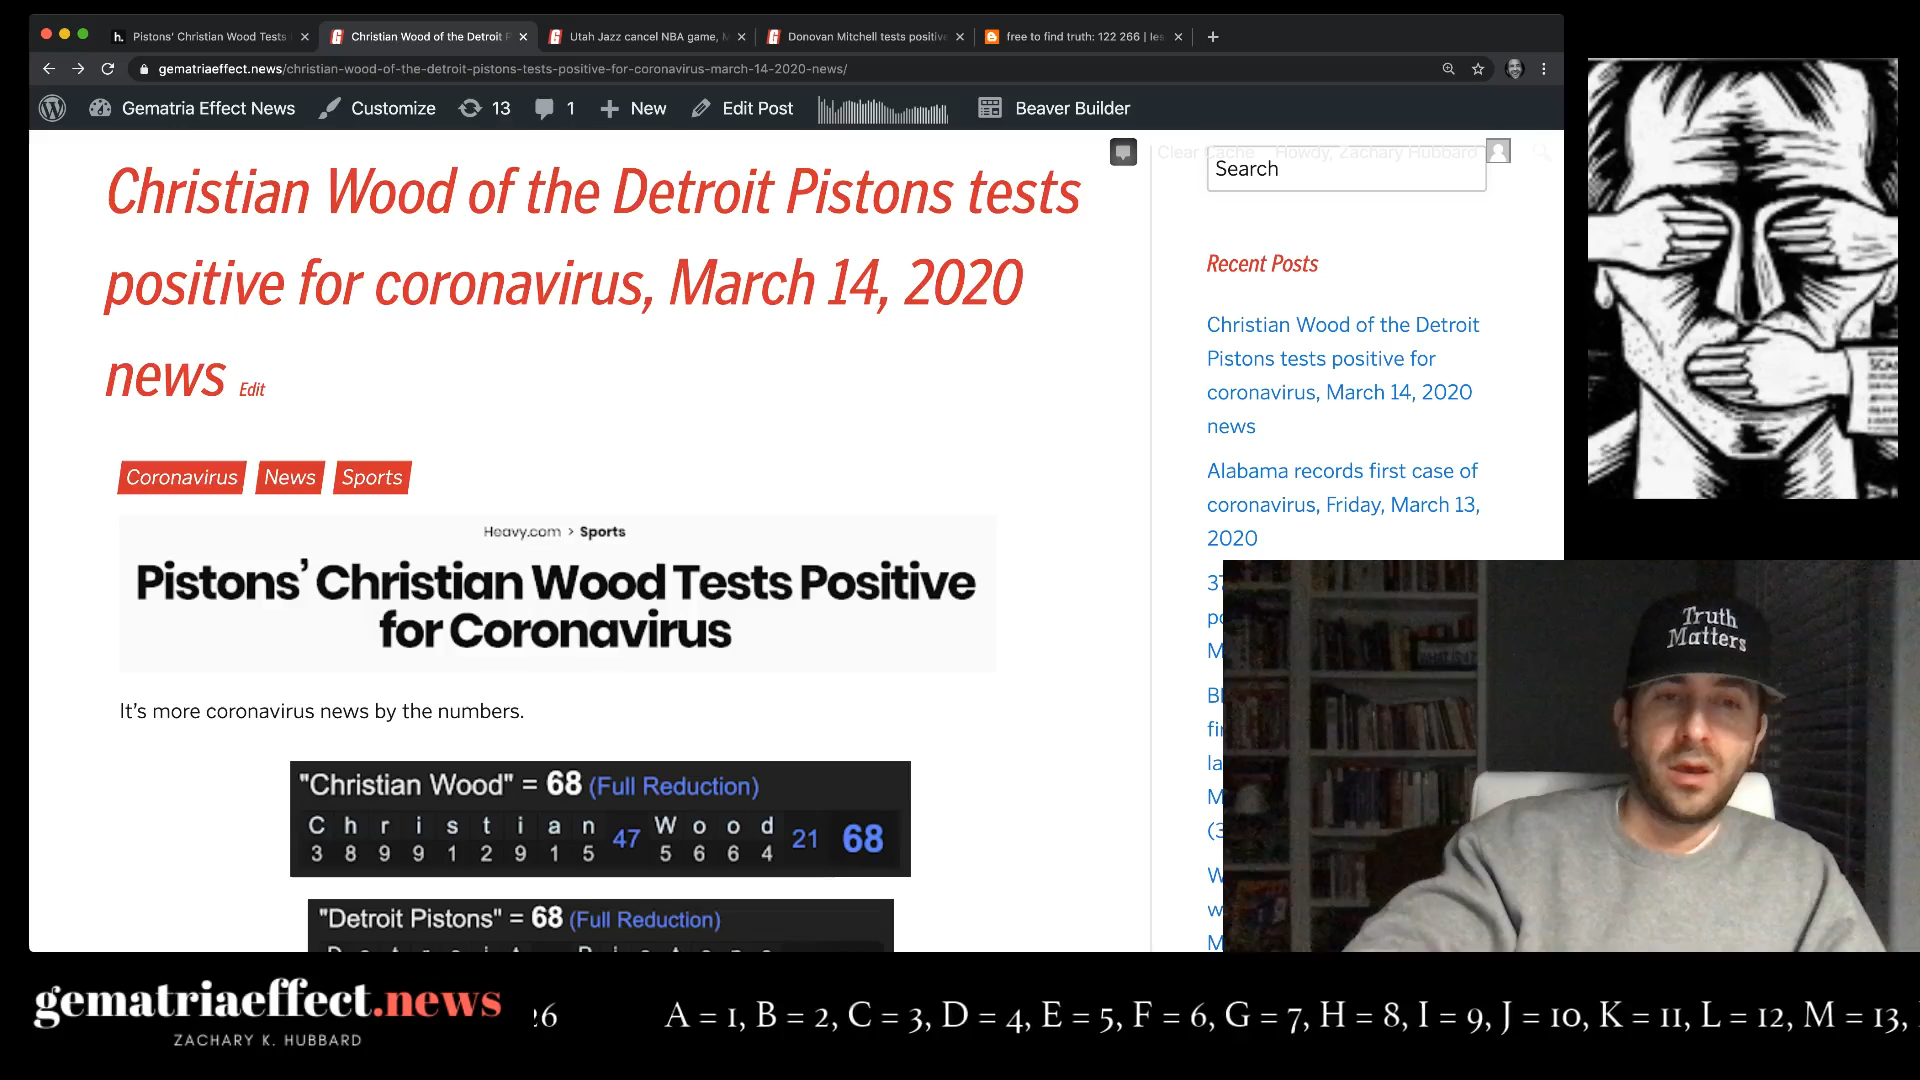 Pistons' Christian Wood Tests
Christian Wood of the Detroit P
Utah Jazz cancel NBA game, M
Donovan Mitchell tests positive
free to find truth: 122 266 | les
gematriaeffect.news/christian-wood-of-the-detroit-pistons-tests-positive-for-coronavirus-march-14-2020-news/
Gematria Effect News
Customize
13
1
New
Edit Post
Beaver Builder
Clear Cache
Howdy, Zachary Hubbard
Search
Christian Wood of the Detroit Pistons tests
positive for coronavirus, March 14, 2020
news Edit
Coronavirus News Sports
Heavy.com > Sports
Pistons' Christian Wood Tests Positive
for Coronavirus
It's more coronavirus news by the numbers.
"Christian Wood" = 68 (Full Reduction)
C h r i s t i a n 47 W o o d 21 68
3 8 9 9 1 2 9 1 5 5 6 6 4
"Detroit Pistons" = 68 (Full Reduction)
Recent Posts
Christian Wood of the Detroit
Pistons tests positive for
coronavirus, March 14, 2020
news
Alabama records first case of
coronavirus, Friday, March 13,
2020
Truth
Matters
gematriaeffect.news
ZACHARY K. HUBBARD
26 A = 1, B = 2, C = 3, D = 4, E = 5, F = 6, G = 7, H = 8, I = 9, J = 10, K = 11, L = 12, M = 13,